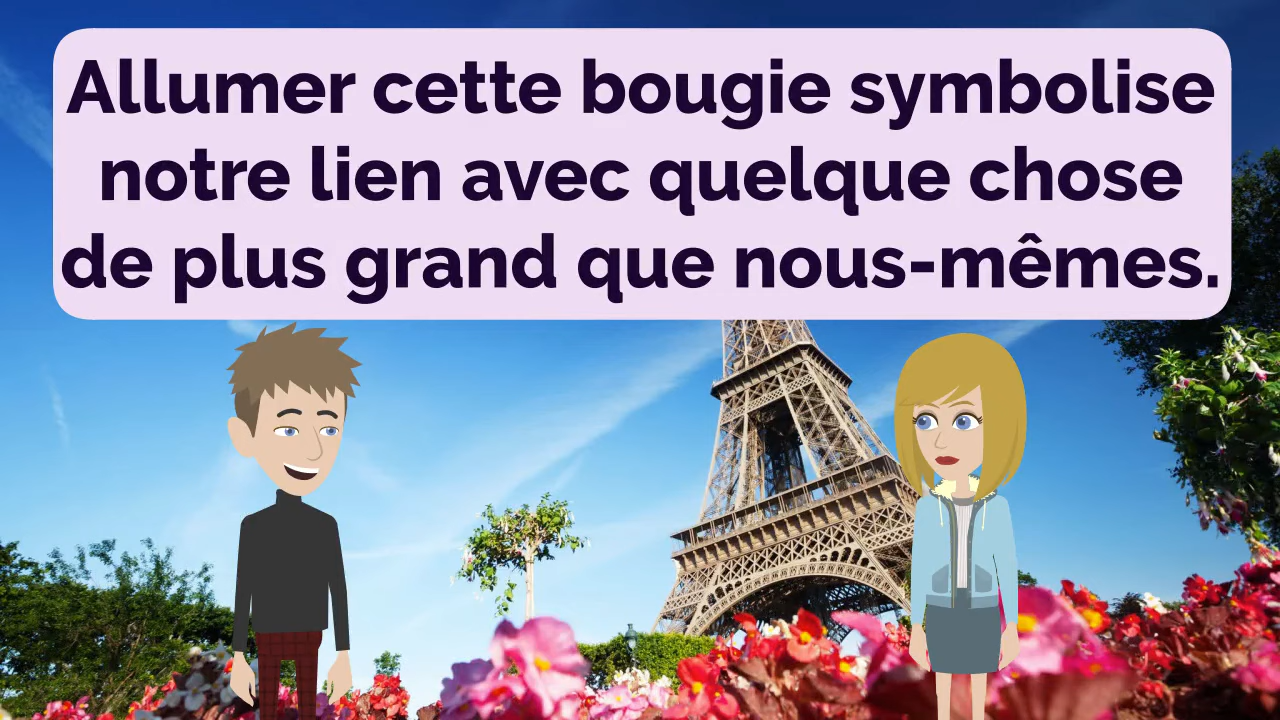 Allumer cette bougie symbolise
notre lien avec quelque chose
de plus grand que nous-mêmes.